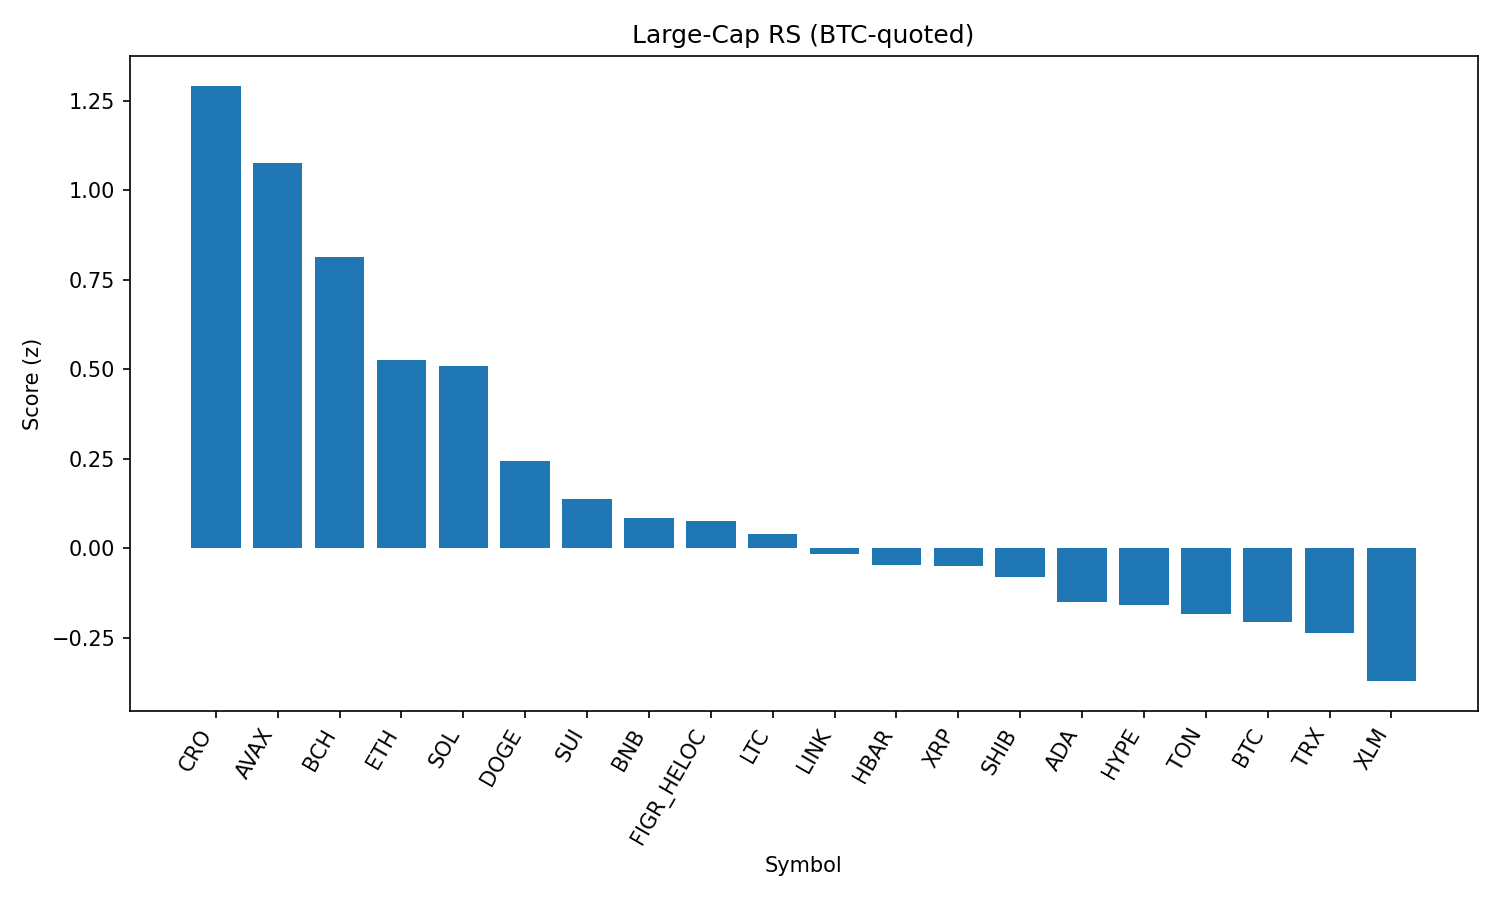 Large-Cap RS (BTC-quoted)
Score (z)
1.25
1.00
0.75
0.50
0.25
0.00
−0.25
CRO
AVAX
BCH
ETH
SOL
DOGE
SUI
BNB
FIGR_HELOC
LTC
LINK
HBAR
XRP
SHIB
ADA
HYPE
TON
BTC
TRX
XLM
Symbol